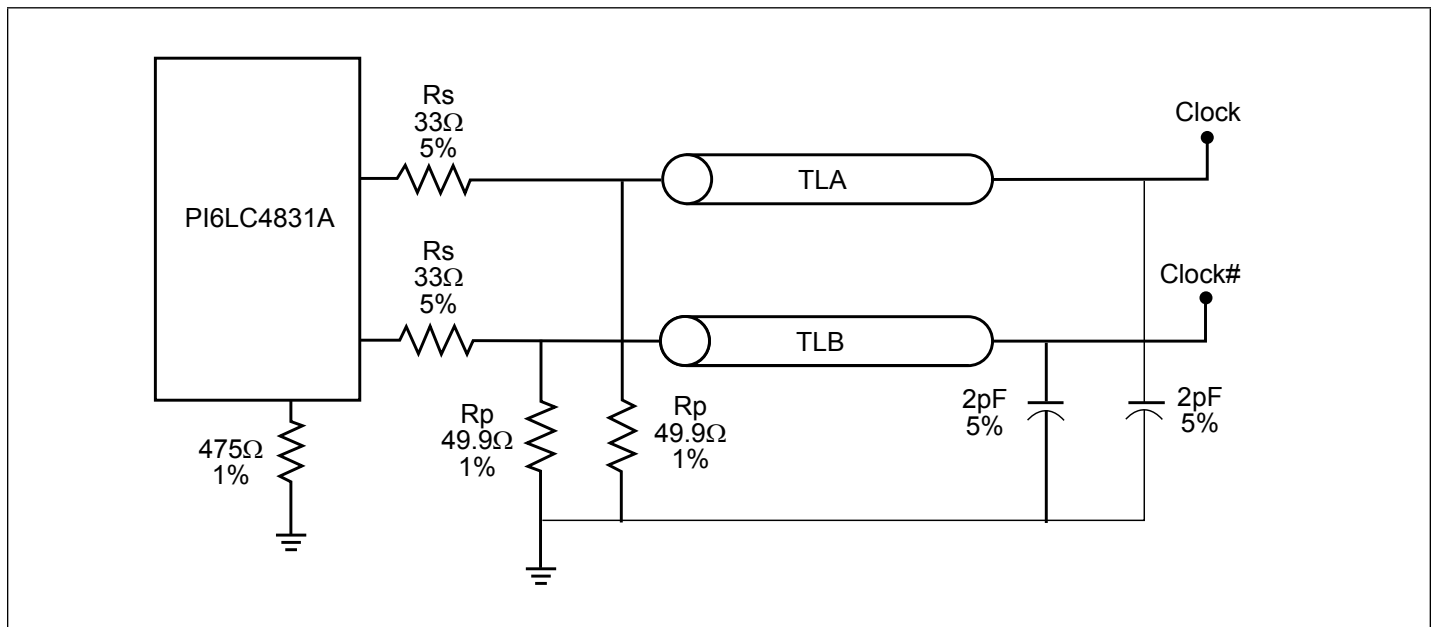 Rs
33Ω
5%
Clock
TLA
PI6LC4831A
Rs
33Ω
5%
Clock#
TLB
475Ω
1%
Rp
49.9Ω
1%
Rp
49.9Ω
1%
2pF
5%
2pF
5%